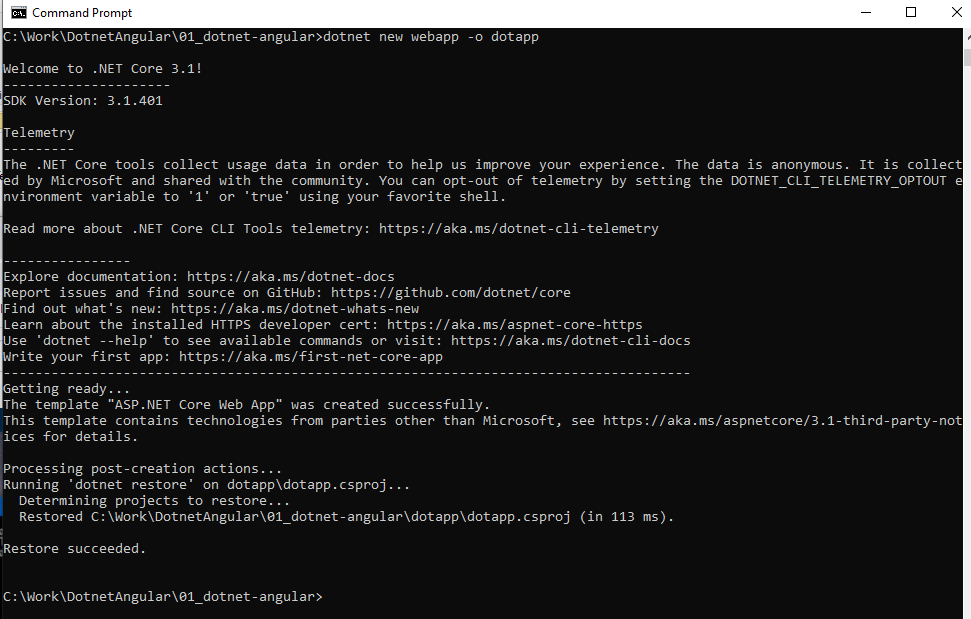 Command Prompt
C:\Work\DotnetAngular\01_dotnet-angular>dotnet new webapp -o dotapp
Welcome to .NET Core 3.1!
---------------------
SDK Version: 3.1.401
Telemetry
---------
The .NET Core tools collect usage data in order to help us improve your experience. The data is anonymous. It is collect
ed by Microsoft and shared with the community. You can opt-out of telemetry by setting the DOTNET_CLI_TELEMETRY_OPTOUT e
nvironment variable to '1' or 'true' using your favorite shell.
Read more about .NET Core CLI Tools telemetry: https://aka.ms/dotnet-cli-telemetry
----------------
Explore documentation: https://aka.ms/dotnet-docs
Report issues and find source on GitHub: https://github.com/dotnet/core
Find out what's new: https://aka.ms/dotnet-whats-new
Learn about the installed HTTPS developer cert: https://aka.ms/aspnet-core-https
Use 'dotnet --help' to see available commands or visit: https://aka.ms/dotnet-cli-docs
Write your first app: https://aka.ms/first-net-core-app
--------------------------------------------------------------------------------------
Getting ready...
The template "ASP.NET Core Web App" was created successfully.
This template contains technologies from parties other than Microsoft, see https://aka.ms/aspnetcore/3.1-third-party-not
ices for details.
Processing post-creation actions...
Running 'dotnet restore' on dotapp\dotapp.csproj...
  Determining projects to restore...
  Restored C:\Work\DotnetAngular\01_dotnet-angular\dotapp\dotapp.csproj (in 113 ms).
Restore succeeded.
C:\Work\DotnetAngular\01_dotnet-angular>